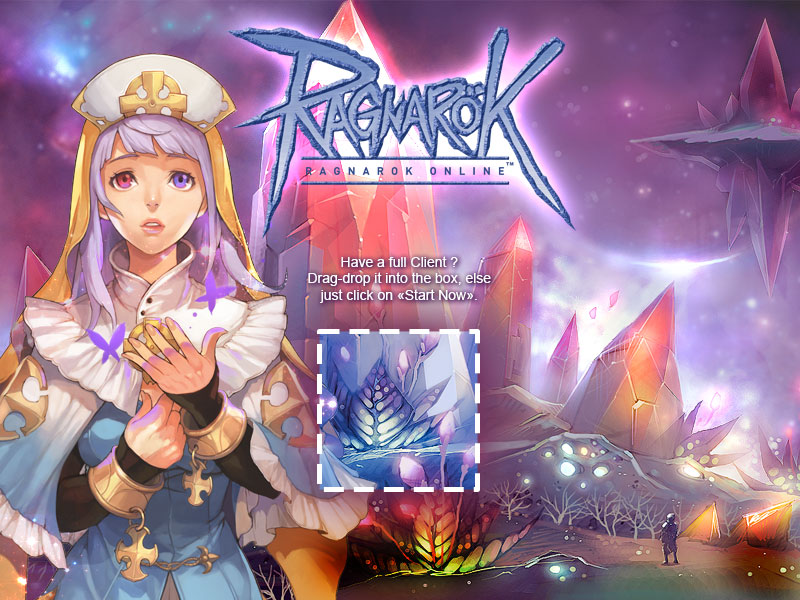 RAGNARÖK
RAGNAROK ONLINE™
Have a full Client ?
Drag-drop it into the box, else
just click on «Start Now».